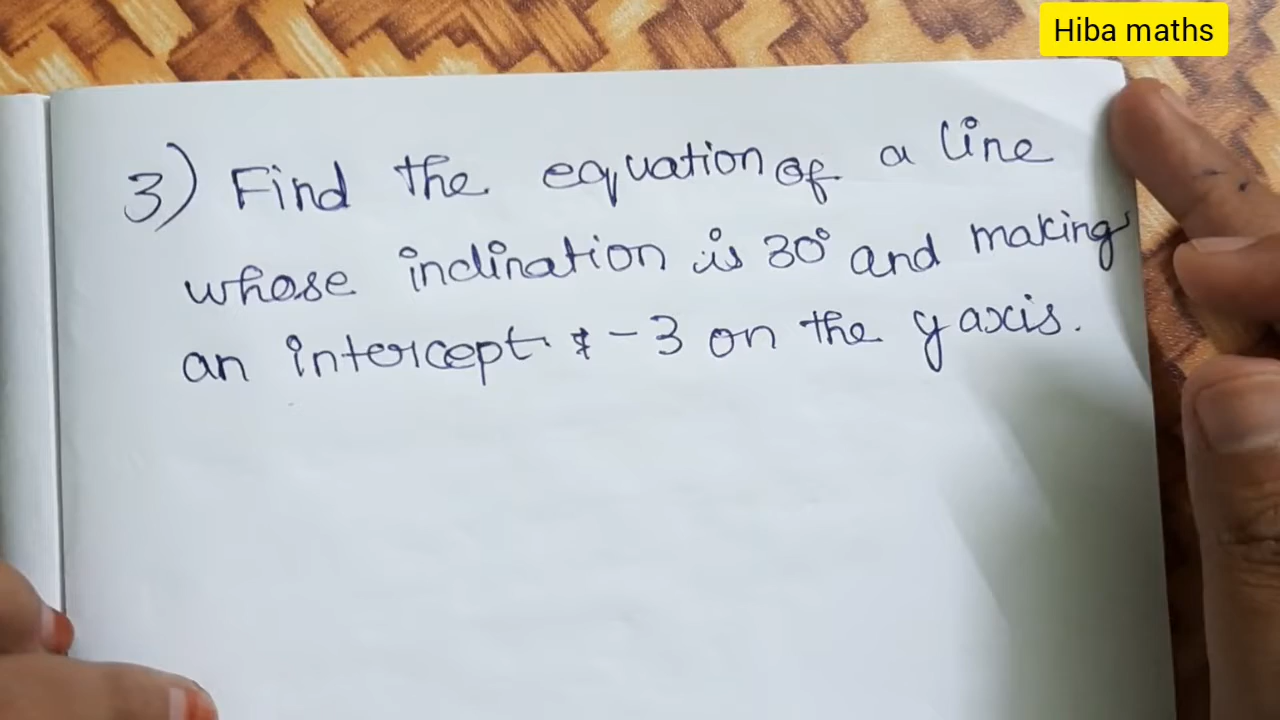 Hiba maths
3) Find the equation of a line
whose inclination is 30° and making
an intercept -3 on the y axis.